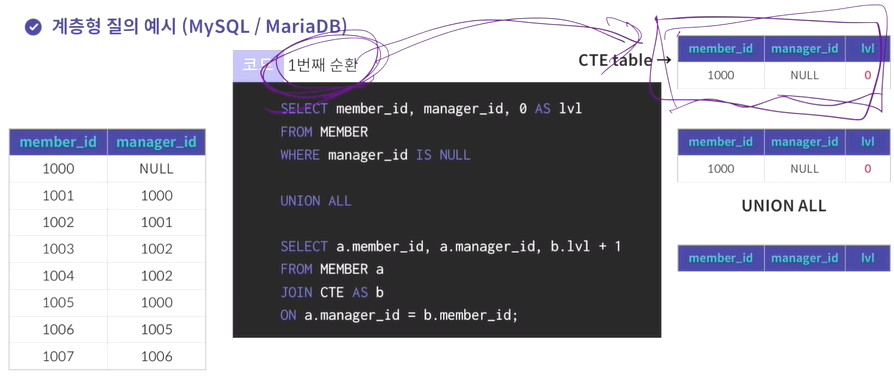 계층형 질의 예시 (MySQL / MariaDB)
코드
1번째 순환
SELECT member_id, manager_id, 0 AS lvl
FROM MEMBER
WHERE manager_id IS NULL
UNION ALL
SELECT a.member_id, a.manager_id, b.lvl + 1
FROM MEMBER a
JOIN CTE AS b
ON a.manager_id = b.member_id;
member_id manager_id
1000 NULL
1001 1000
1002 1001
1003 1002
1004 1002
1005 1000
1006 1005
1007 1006
CTE table →
member_id manager_id lvl
1000 NULL 0
member_id manager_id lvl
1000 NULL 0
UNION ALL
member_id manager_id lvl